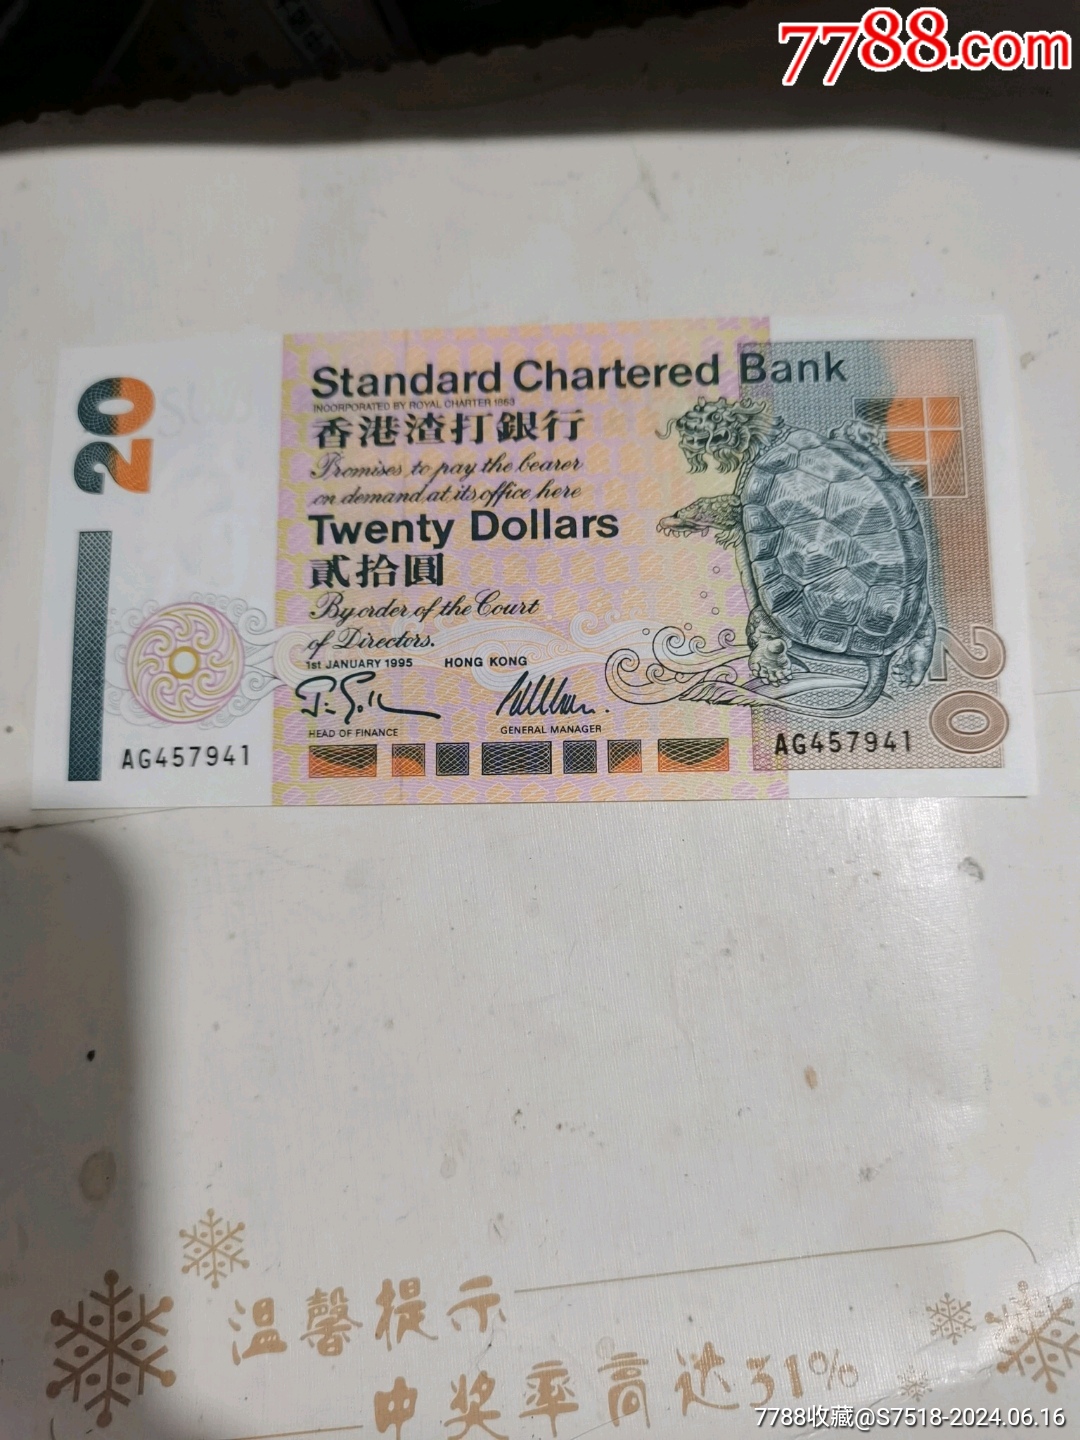 7788.com
20
Standard Chartered Bank
INCORPORATED BY ROYAL CHARTER 1853
香港渣打銀行
Promises to pay the bearer
on demand at its office here
Twenty Dollars
貳拾圓
By order of the Court
of Directors.
1st JANUARY 1995 HONG KONG
HEAD OF FINANCE GENERAL MANAGER
AG457941 AG457941
20
温馨提示
中奖率高达31%
7788收藏@S7518-2024.06.16